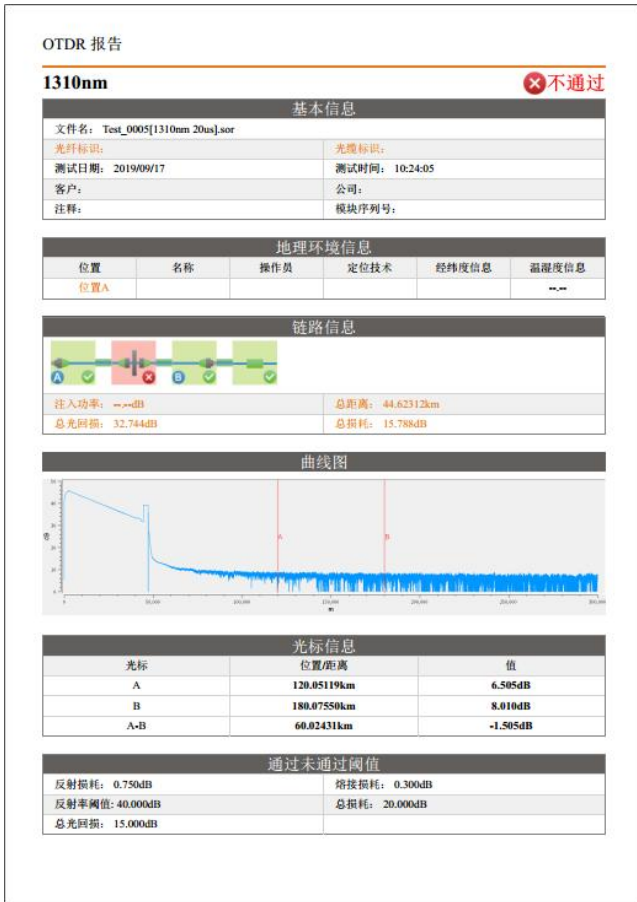 OTDR 报告
1310nm 不通过
基本信息
文件名： Test_0005[1310nm 20us].sor
光纤标识： 光缆标识：
测试日期： 2019/09/17 测试时间： 10:24:05
客户： 公司：
注释： 模块序列号：
地理环境信息
位置 名称 操作员 定位技术 经纬度信息 温湿度信息
位置A --.--
链路信息
A B
注入功率： --.--dB 总距离： 44.62312km
总光回损： 32.744dB 总损耗： 15.788dB
曲线图
A B
光标信息
光标 位置/距离 值
A 120.05119km 6.505dB
B 180.07550km 8.010dB
A-B 60.02431km -1.505dB
通过未通过阈值
反射损耗： 0.750dB 熔接损耗： 0.300dB
反射率阈值: 40.000dB 总损耗： 20.000dB
总光回损： 15.000dB